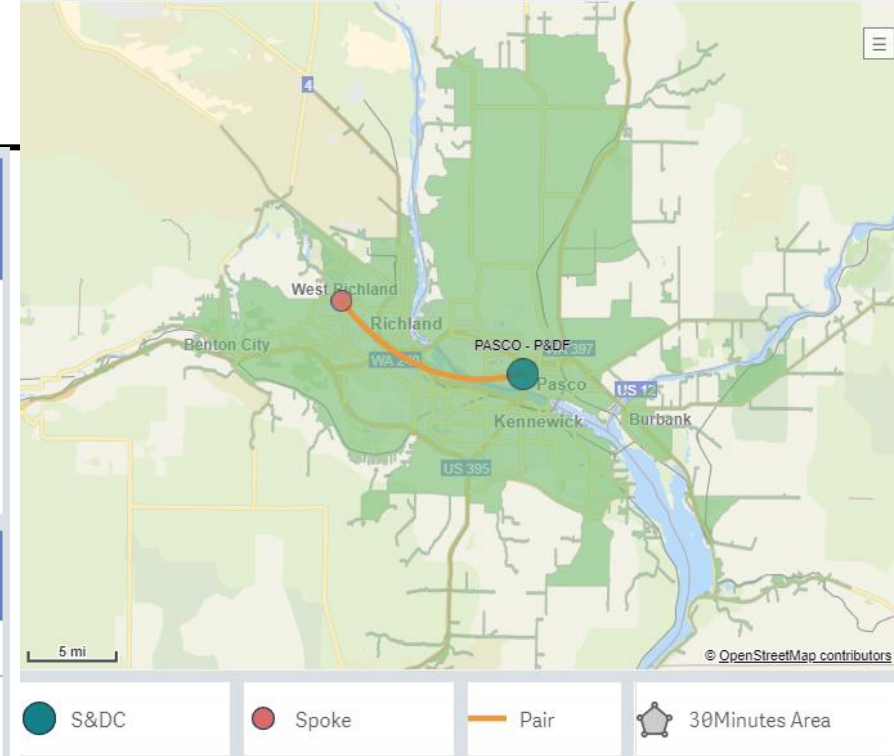 4
West Richland
Richland
PASCO - P&DF
WA 397
Benton City
WA 240
Pasco
US 12
Kennewick
Burbank
US 395
5 mi
© OpenStreetMap contributors
S&DC
Spoke
Pair
30Minutes Area